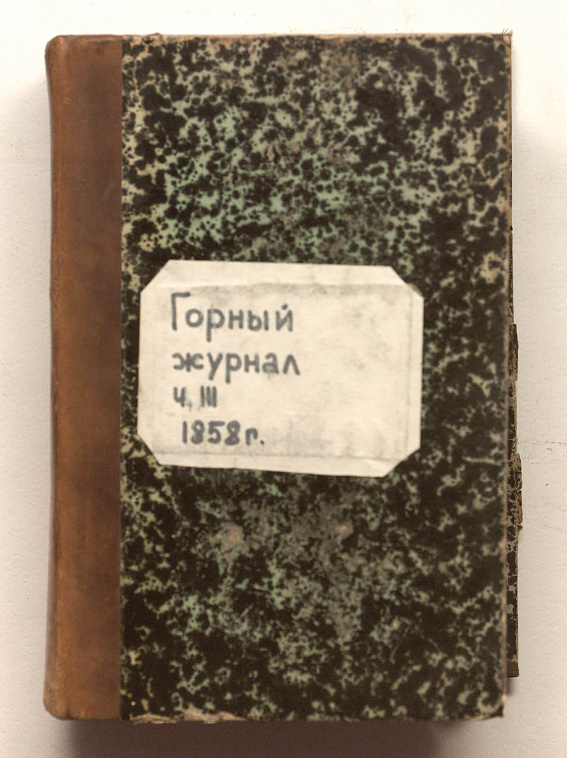 Горный
журнал
ч. III
1858 г.